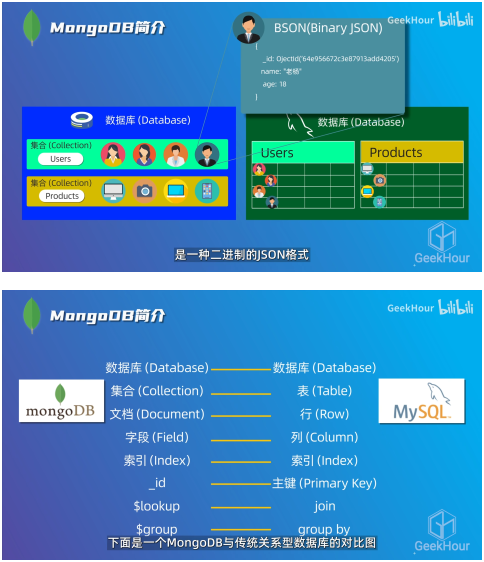 MongoDB简介
GeekHour bilibili
BSON(Binary JSON)
{
_id: OjectId('64e956672c3e87913add4205')
name: "老杨"
age: 18
}
数据库 (Database)
集合 (Collection)
Users
集合 (Collection)
Products
数据库 (Database)
Users
Products
是一种二进制的JSON格式
GeekHour
MongoDB简介
GeekHour bilibili
mongoDB
MySQL
数据库 (Database) 数据库 (Database)
集合 (Collection) 表 (Table)
文档 (Document) 行 (Row)
字段 (Field) 列 (Column)
索引 (Index) 索引 (Index)
_id 主键 (Primary Key)
$lookup join
$group group by
下面是一个MongoDB与传统关系型数据库的对比图
GeekHour